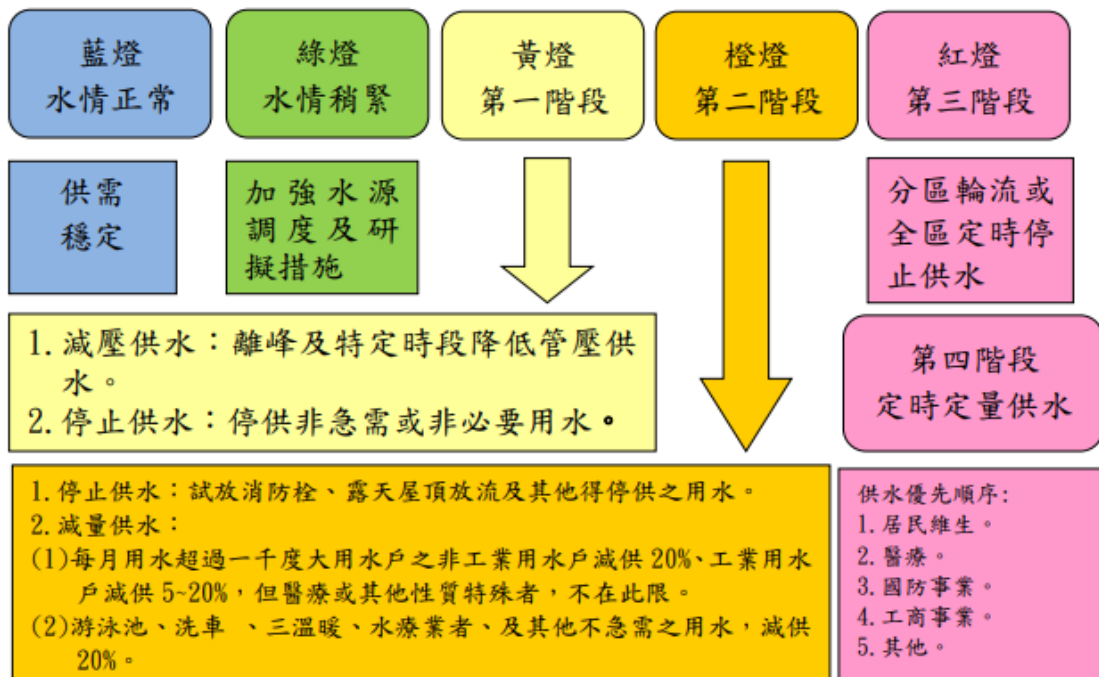 藍燈
水情正常
綠燈
水情稍緊
黃燈
第一階段
橙燈
第二階段
紅燈
第三階段
供需
穩定
加強水源
調度及研
擬措施
分區輪流或
全區定時停
止供水
1.減壓供水：離峰及特定時段降低管壓供
水。
2.停止供水：停供非急需或非必要用水。
第四階段
定時定量供水
1.停止供水：試放消防栓、露天屋頂放流及其他得停供之用水。
2.減量供水：
(1)每月用水超過一千度大用水戶之非工業用水戶減供 20%、工業用水
戶減供 5~20%，但醫療或其他性質特殊者，不在此限。
(2)游泳池、洗車 、三溫暖、水療業者、及其他不急需之用水，減供
20%。
供水優先順序:
1.居民維生。
2.醫療。
3.國防事業。
4.工商事業。
5.其他。